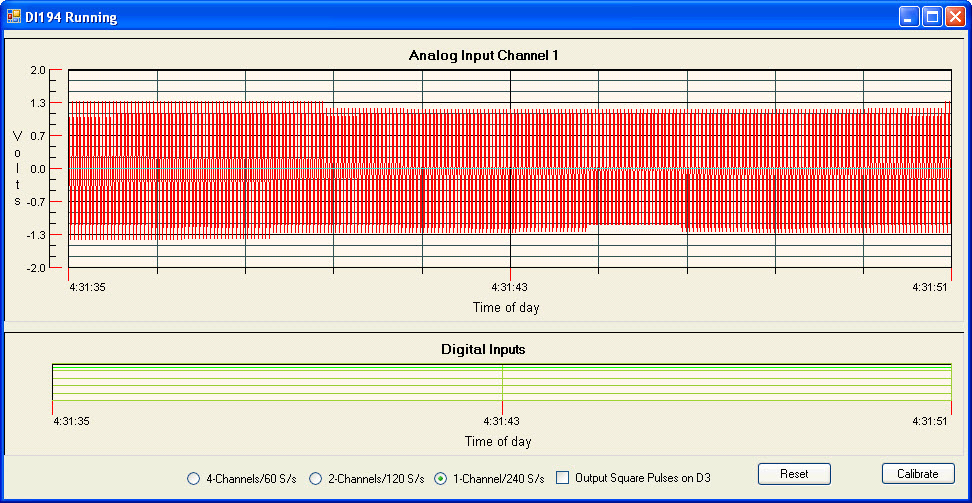 DI194 Running
Analog Input Channel 1
2.0
1.3
0.7
0.0
-0.7
-1.3
-2.0
Volts
4:31:35 4:31:43 4:31:51
Time of day
Digital Inputs
4:31:35 4:31:43 4:31:51
Time of day
4-Channels/60 S/s 2-Channels/120 S/s 1-Channel/240 S/s Output Square Pulses on D3 Reset Calibrate